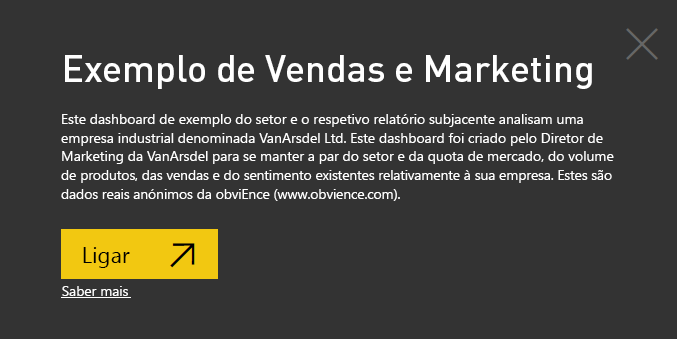 Exemplo de Vendas e Marketing
Este dashboard de exemplo do setor e o respetivo relatório subjacente analisam uma
empresa industrial denominada VanArsdel Ltd. Este dashboard foi criado pelo Diretor de
Marketing da VanArsdel para se manter a par do setor e da quota de mercado, do volume
de produtos, das vendas e do sentimento existentes relativamente à sua empresa. Estes são
dados reais anónimos da obviEnce (www.obvience.com).
Ligar
Saber mais